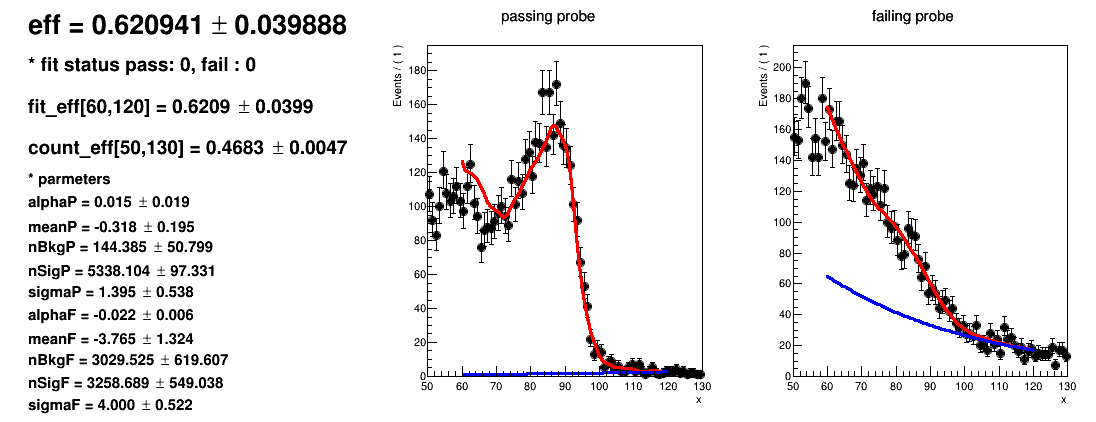 eff = 0.620941 ± 0.039888
* fit status pass: 0, fail : 0
fit_eff[60,120] = 0.6209 ± 0.0399
count_eff[50,130] = 0.4683 ± 0.0047
* parmeters
alphaP = 0.015 ± 0.019
meanP = -0.318 ± 0.195
nBkgP = 144.385 ± 50.799
nSigP = 5338.104 ± 97.331
sigmaP = 1.395 ± 0.538
alphaF = -0.022 ± 0.006
meanF = -3.765 ± 1.324
nBkgF = 3029.525 ± 619.607
nSigF = 3258.689 ± 549.038
sigmaF = 4.000 ± 0.522
passing probe
Events / ( 1 )
180
160
140
120
100
80
60
40
20
0
50 60 70 80 90 100 110 120 130
x
failing probe
Events / ( 1 )
200
180
160
140
120
100
80
60
40
20
0
50 60 70 80 90 100 110 120 130
x